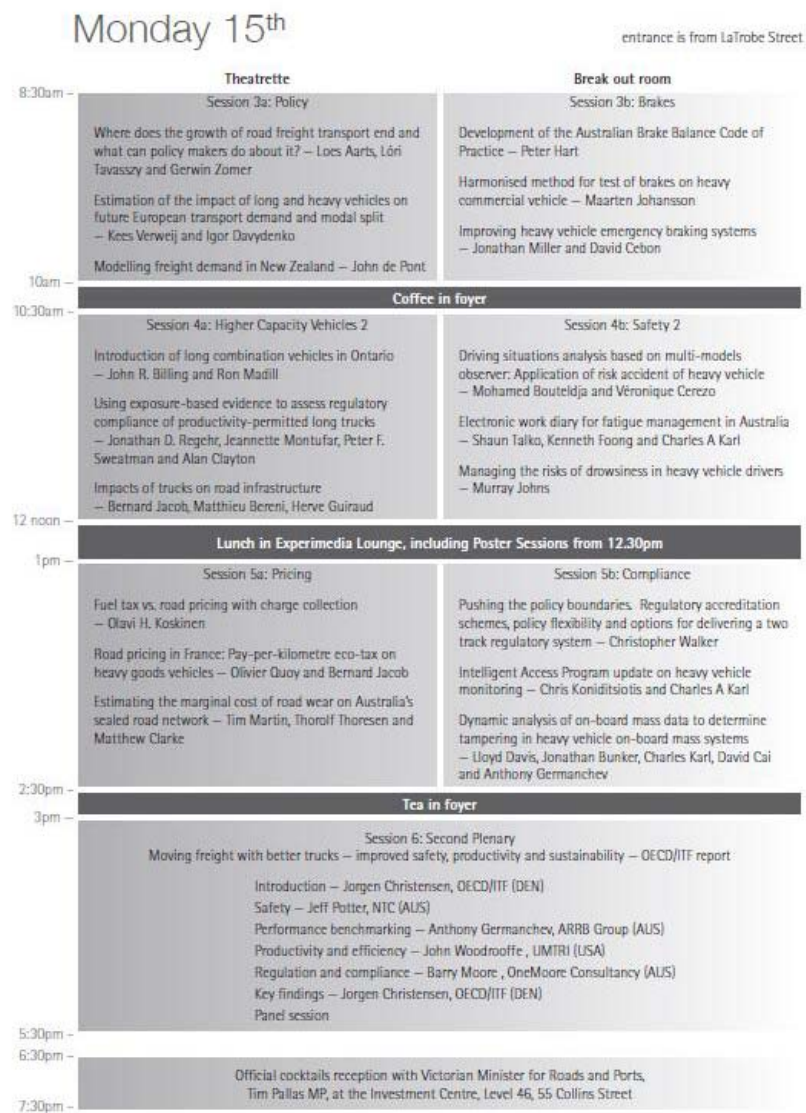 Monday 15th
entrance is from LaTrobe Street
Theatrette
Break out room
8:30am –
Session 3a: Policy
Where does the growth of road freight transport end and
what can policy makers do about it? – Loes Aarts, Lóri
Tavasszy and Gerwin Zomer
Estimation of the impact of long and heavy vehicles on
future European transport demand and modal split
– Kees Verweij and Igor Davydenko
Modelling freight demand in New Zealand – John de Pont
Session 3b: Brakes
Development of the Australian Brake Balance Code of
Practice – Peter Hart
Harmonised method for test of brakes on heavy
commercial vehicle – Maarten Johansson
Improving heavy vehicle emergency braking systems
– Jonathan Miller and David Cebon
10am –
Coffee in foyer
10:30am –
Session 4a: Higher Capacity Vehicles 2
Introduction of long combination vehicles in Ontario
– John R. Billing and Ron Madill
Using exposure-based evidence to assess regulatory
compliance of productivity-permitted long trucks
– Jonathan D. Regehr, Jeannette Montufar, Peter F.
Sweatman and Alan Clayton
Impacts of trucks on road infrastructure
– Bernard Jacob, Matthieu Bereni, Herve Guiraud
Session 4b: Safety 2
Driving situations analysis based on multi-models
observer: Application of risk accident of heavy vehicle
– Mohamed Bouteldja and Véronique Cerezo
Electronic work diary for fatigue management in Australia
– Shaun Talko, Kenneth Foong and Charles A Karl
Managing the risks of drowsiness in heavy vehicle drivers
– Murray Johns
12 noon –
Lunch in Experimedia Lounge, including Poster Sessions from 12.30pm
1pm –
Session 5a: Pricing
Fuel tax vs. road pricing with charge collection
– Olavi H. Koskinen
Road pricing in France: Pay-per-kilometre eco-tax on
heavy goods vehicles – Olivier Quoy and Bernard Jacob
Estimating the marginal cost of road wear on Australia's
sealed road network – Tim Martin, Thorolf Thoresen and
Matthew Clarke
Session 5b: Compliance
Pushing the policy boundaries. Regulatory accreditation
schemes, policy flexibility and options for delivering a two
track regulatory system – Christopher Walker
Intelligent Access Program update on heavy vehicle
monitoring – Chris Koniditsiotis and Charles A Karl
Dynamic analysis of on-board mass data to determine
tampering in heavy vehicle on-board mass systems
– Lloyd Davis, Jonathan Bunker, Charles Karl, David Cai
and Anthony Germanchev
2:30pm –
Tea in foyer
3pm –
Session 6: Second Plenary
Moving freight with better trucks – improved safety, productivity and sustainability – OECD/ITF report
Introduction – Jorgen Christensen, OECD/ITF (DEN)
Safety – Jeff Potter, NTC (AUS)
Performance benchmarking – Anthony Germanchev, ARRB Group (AUS)
Productivity and efficiency – John Woodrooffe , UMTRI (USA)
Regulation and compliance – Barry Moore , OneMoore Consultancy (AUS)
Key findings – Jorgen Christensen, OECD/ITF (DEN)
Panel session
5:30pm –
6:30pm –
Official cocktails reception with Victorian Minister for Roads and Ports,
Tim Pallas MP, at the Investment Centre, Level 46, 55 Collins Street
7:30pm –